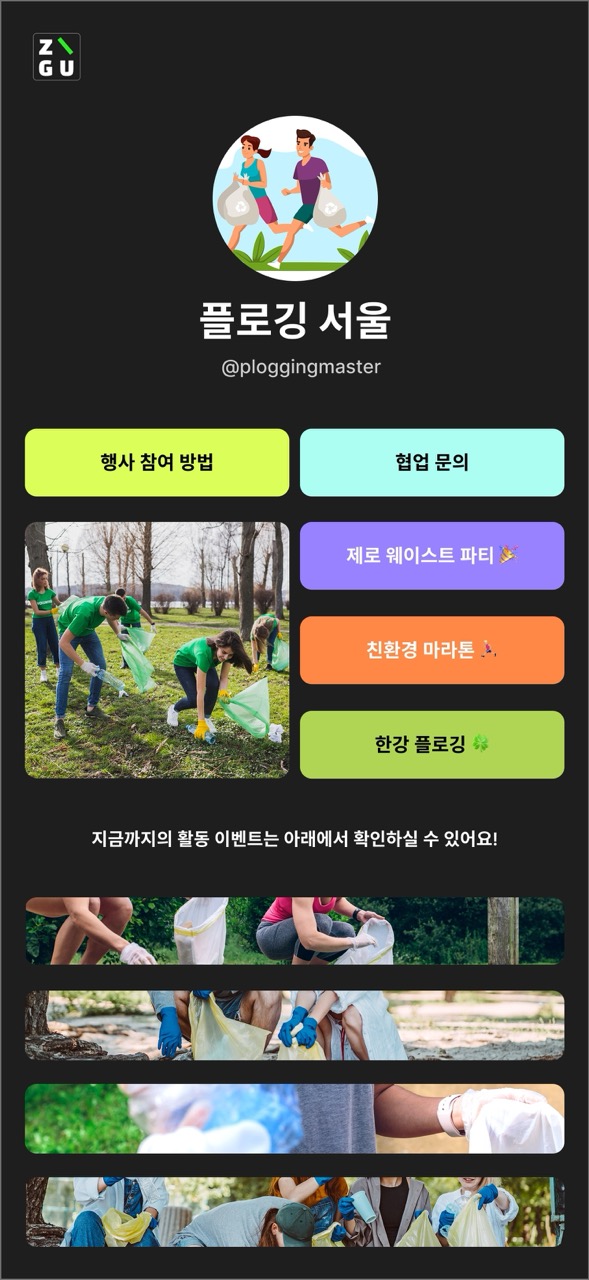 Z\
GU
플로깅 서울
@ploggingmaster
행사 참여 방법
협업 문의
제로 웨이스트 파티 🎉
친환경 마라톤 🏃
한강 플로깅 🍀
지금까지의 활동 이벤트는 아래에서 확인하실 수 있어요!